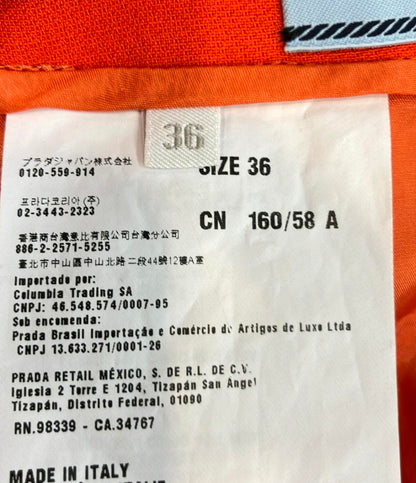 36
プラダジャパン株式会社
0120-559-914
SIZE 36
프라다코리아 (주)
02-3443-2323
CN 160/58 A
香港商台灣意比有限公司台灣分公司
886-2-2571-5255
臺北市中山區中山北路二段44號12樓A室
Importado per:
Columbia Trading SA
CNPJ: 46.548.574/0007-95
Sob encomenda:
Prada Brasil Importação e Comércio de Artigos de Luxo Ltda
CNPJ 13.633.271/0001-26
PRADA RETAIL MÉXICO, S. DE R.L. DE C.V.
Iglesia 2 Torre E 1204, Tizapán San Angel
Tizapán, Distrito Federal, 01090
RN.98339 - CA.34767
MADE IN ITALY